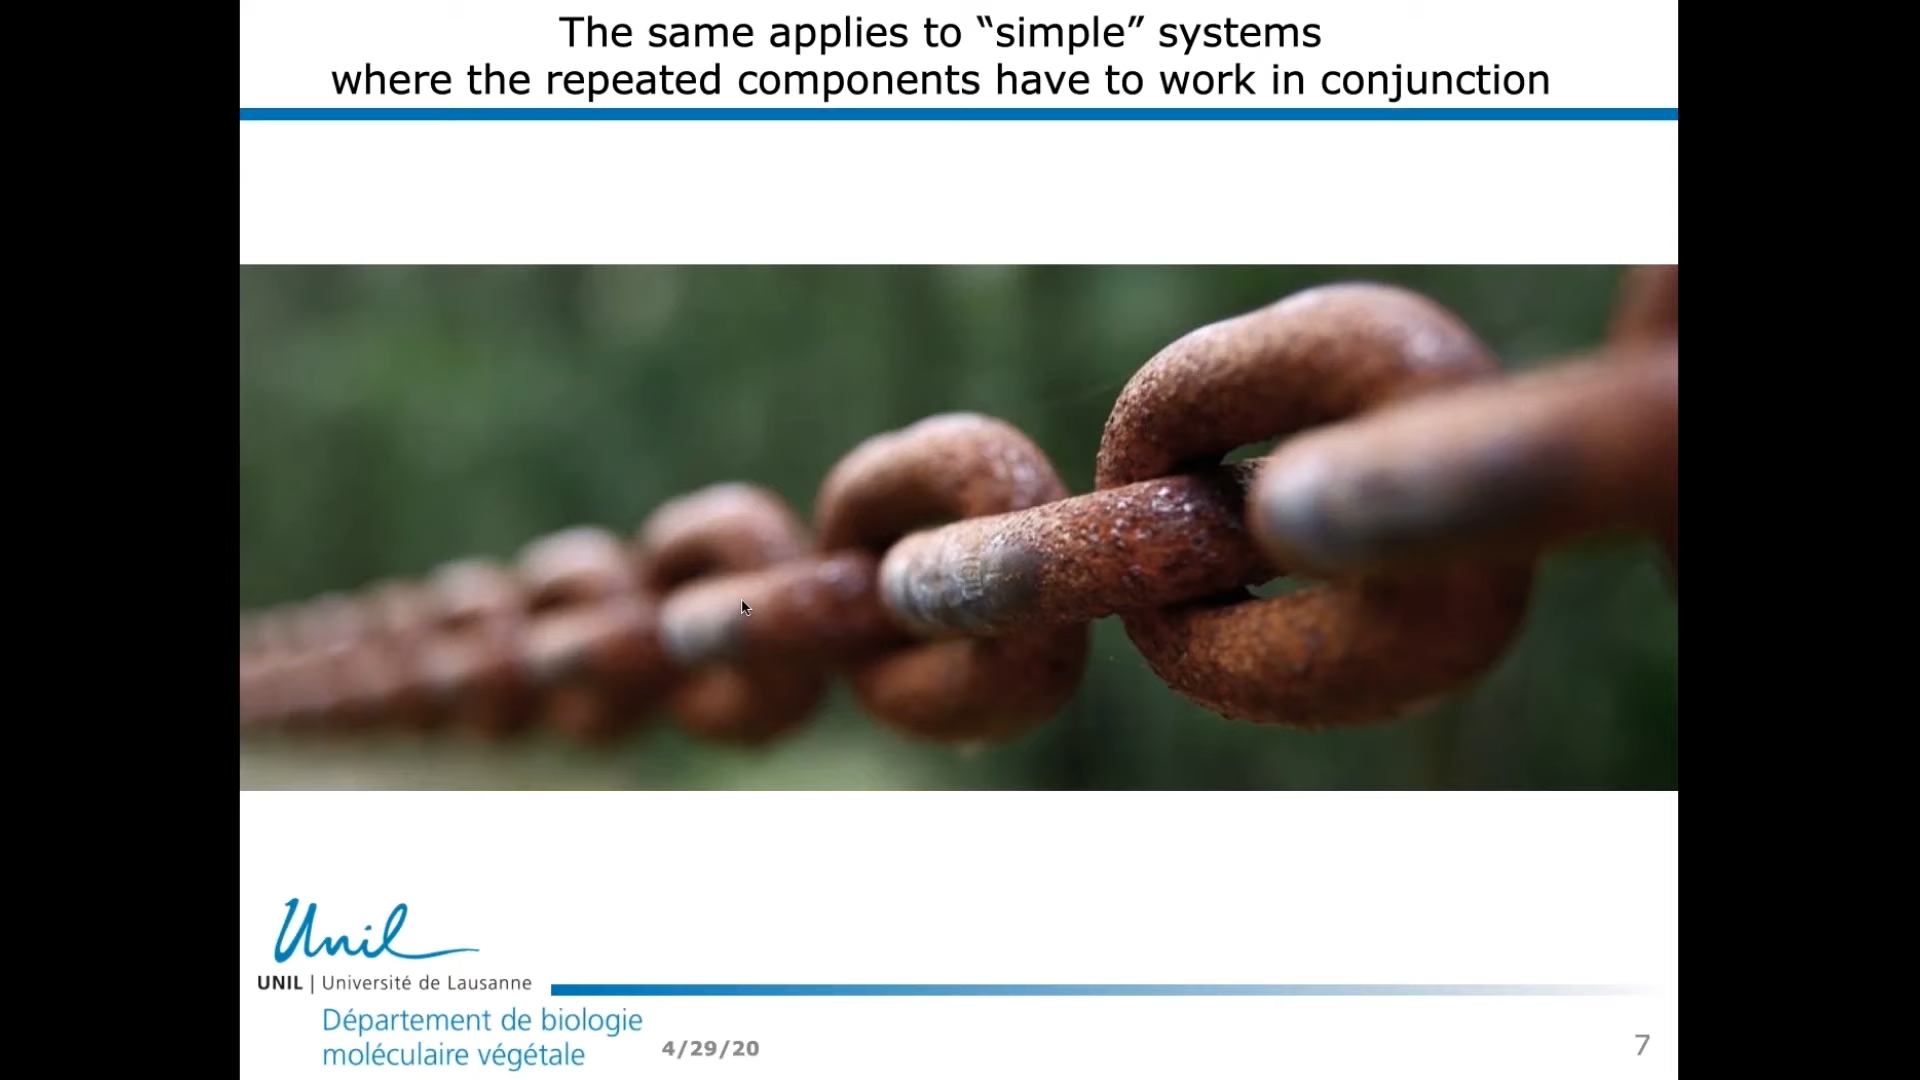 The same applies to “simple” systems
where the repeated components have to work in conjunction
Unil
UNIL | Université de Lausanne
Département de biologie
moléculaire végétale
4/29/20
7